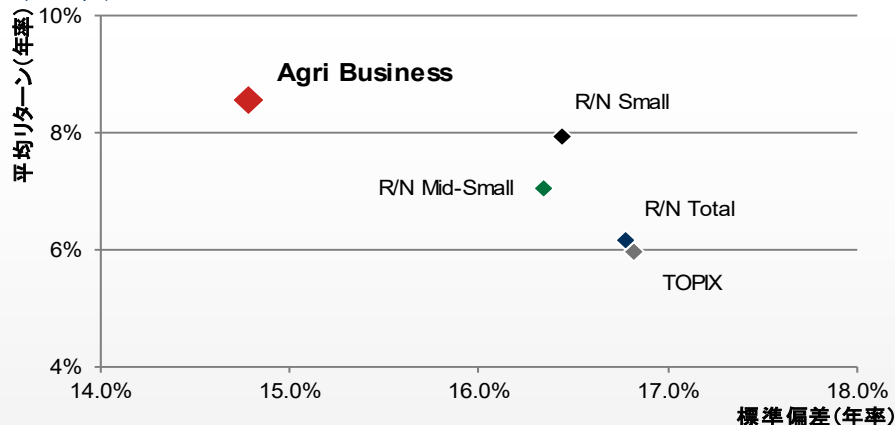 10%
平均リターン(年率)
Agri Business
R/N Small
8%
R/N Mid-Small
R/N Total
6%
TOPIX
4%
14.0%
15.0%
16.0%
17.0%
18.0%
標準偏差(年率)